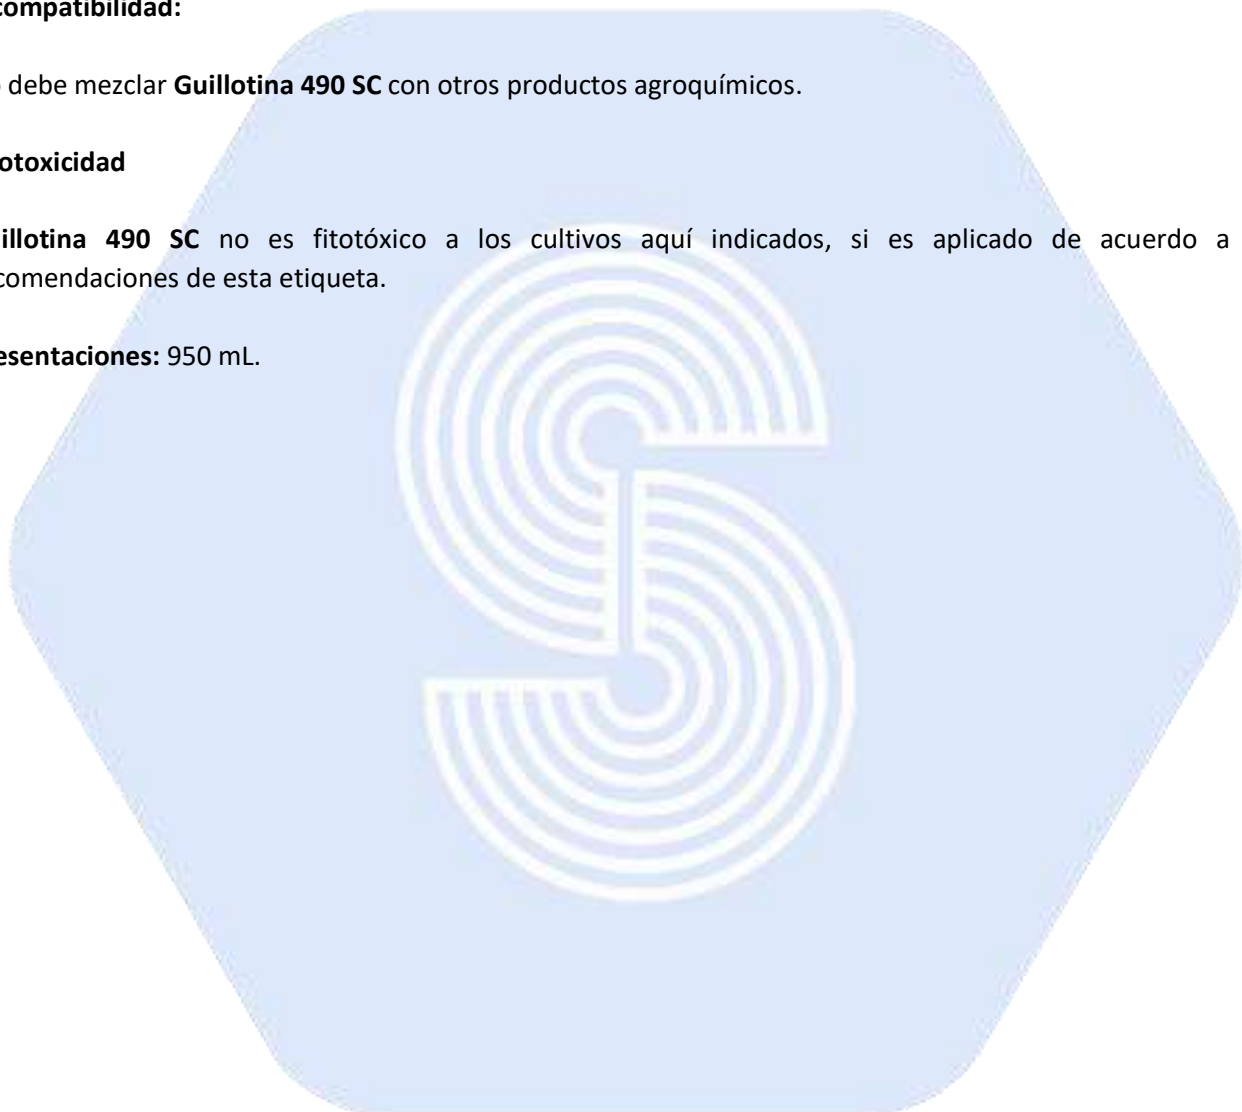 compatibilidad:
debe mezclar Guillotina 490 SC con otros productos agroquímicos.
otoxicidad
illotina 490 SC no es fitotóxico a los cultivos aquí indicados, si es aplicado de acuerdo a
comendaciones de esta etiqueta.
esentaciones: 950 mL.